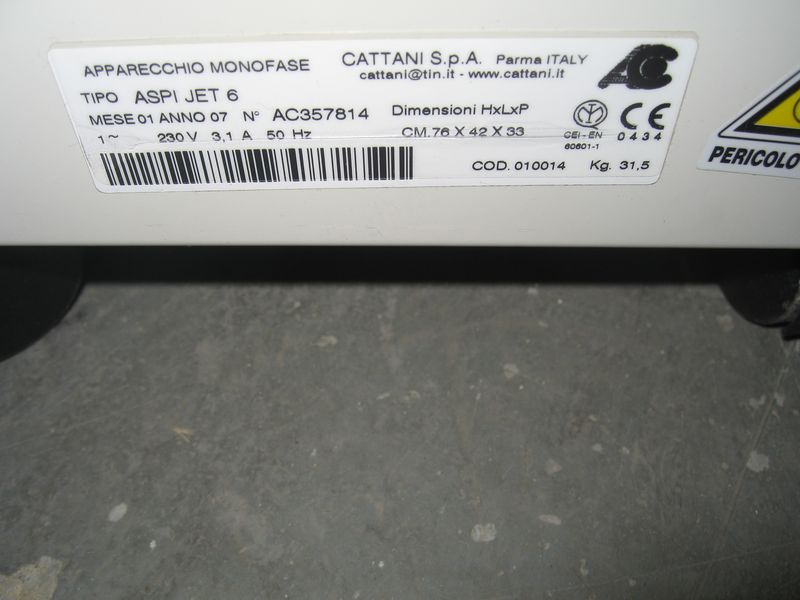 APPARECCHIO MONOFASE
CATTANI S.p.A. Parma ITALY
cattani@tin.it - www.cattani.it
AC
TIPO ASPI JET 6
MESE 01 ANNO 07 N° AC357814
Dimensioni HxLxP
1~ 230 V 3,1 A 50 Hz
CM. 76 X 42 X 33
CEI - EN
60601-1
CE
0434
COD. 010014 Kg. 31,5
PERICOLO